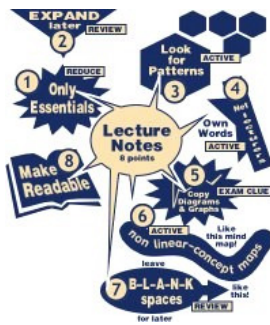 EXPAND
later
REVIEW
2
1
REDUCE
Only
Essentials
Look for
Patterns
ACTIVE
3
4
Not
Own
Words
ACTIVE
Lecture
Notes
8 points
8
Make
Readable
5
Copy
Diagrams
& Graphs
EXAM CLUE
6
ACTIVE
non linear-concept maps
Like
this mind
map!
leave
7
B-L-A-N-K
spaces
REVIEW
like
this!
for later